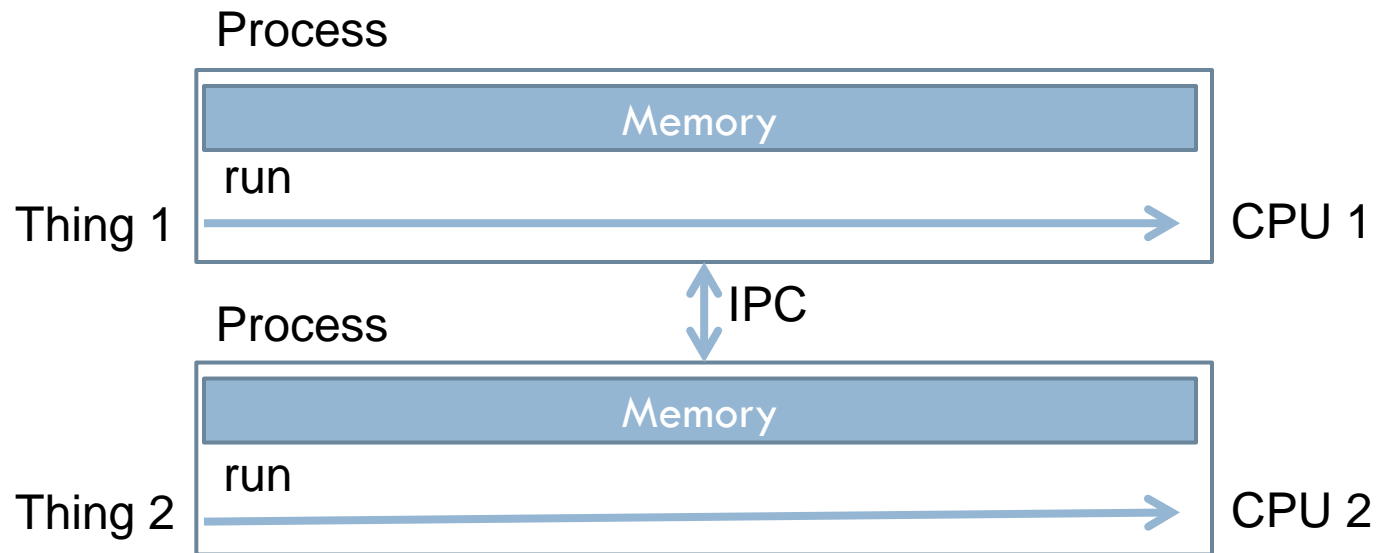 Process
Memory
run
Thing 1
CPU 1
IPC
Process
Memory
run
Thing 2
CPU 2